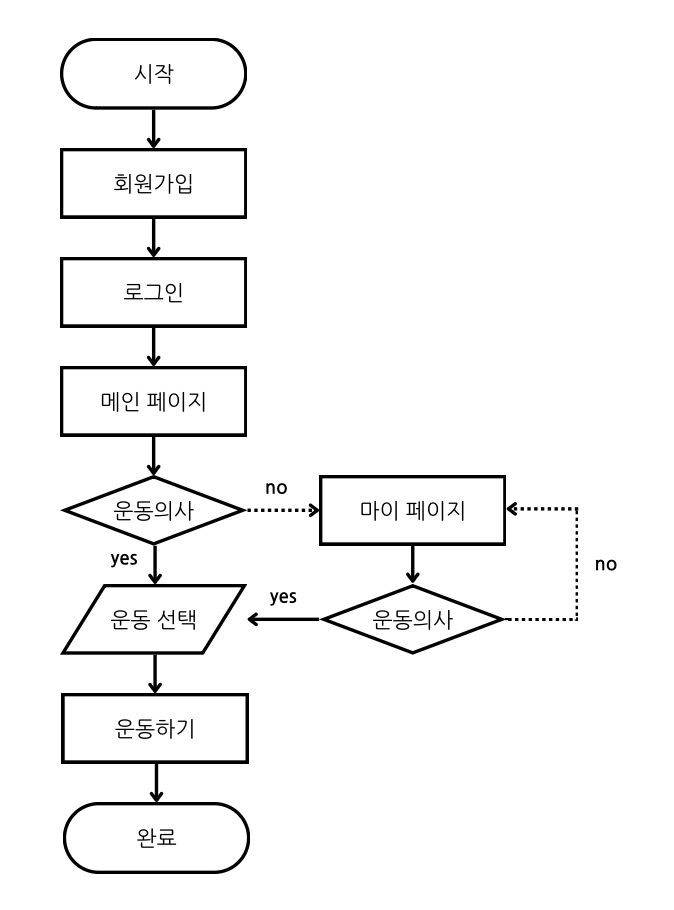 시작
회원가입
로그인
메인 페이지
운동의사
no
마이 페이지
yes
no
운동 선택
yes
운동의사
운동하기
완료